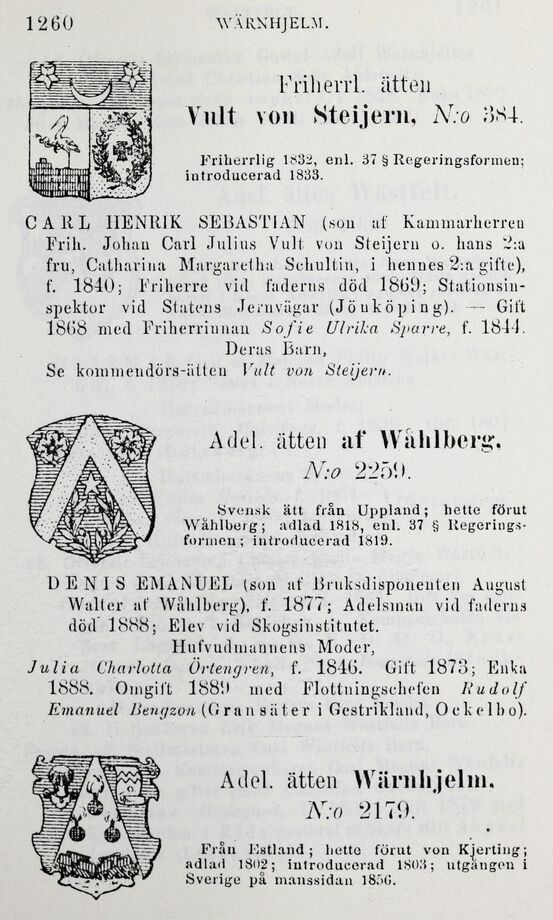 1260
WÄRNHJELM.
Friherrl. ätten
Vult von Steijern, N:o 384.
Friherrlig 1832, enl. 37 § Regeringsformen;
introducerad 1833.
CARL HENRIK SEBASTIAN (son af Kammarherren
Frih. Johan Carl Julius Vult von Steijern o. hans 2:a
fru, Catharina Margaretha Schultin, i hennes 2:a gifte),
f. 1840; Friherre vid faderns död 1869; Stationsin-
spektor vid Statens Jernvägar (Jönköping). — Gift
1868 med Friherrinnan Sofie Ulrika Sparre, f. 1844.
Deras Barn,
Se kommendörs-ätten Vult von Steijern.
Adel. ätten af Wåhlberg,
N:o 2259.
Svensk ätt från Uppland; hette förut
Wåhlberg; adlad 1818, enl. 37 § Regerings-
formen; introducerad 1819.
DENIS EMANUEL (son af Bruksdisponenten August
Walter af Wåhlberg), f. 1877; Adelsman vid faderns
död 1888; Elev vid Skogsinstitutet.
Hufvudmannens Moder,
Julia Charlotta Örtengren, f. 1846. Gift 1873; Enka
1888. Omgift 1889 med Flottningschefen Rudolf
Emanuel Bengzon (Gransäter i Gestrikland, Ockelbo).
Adel. ätten Wärnhjelm,
N:o 2179.
Från Estland; hette förut von Kjerting;
adlad 1802; introducerad 1803; utgången i
Sverige på manssidan 1856.